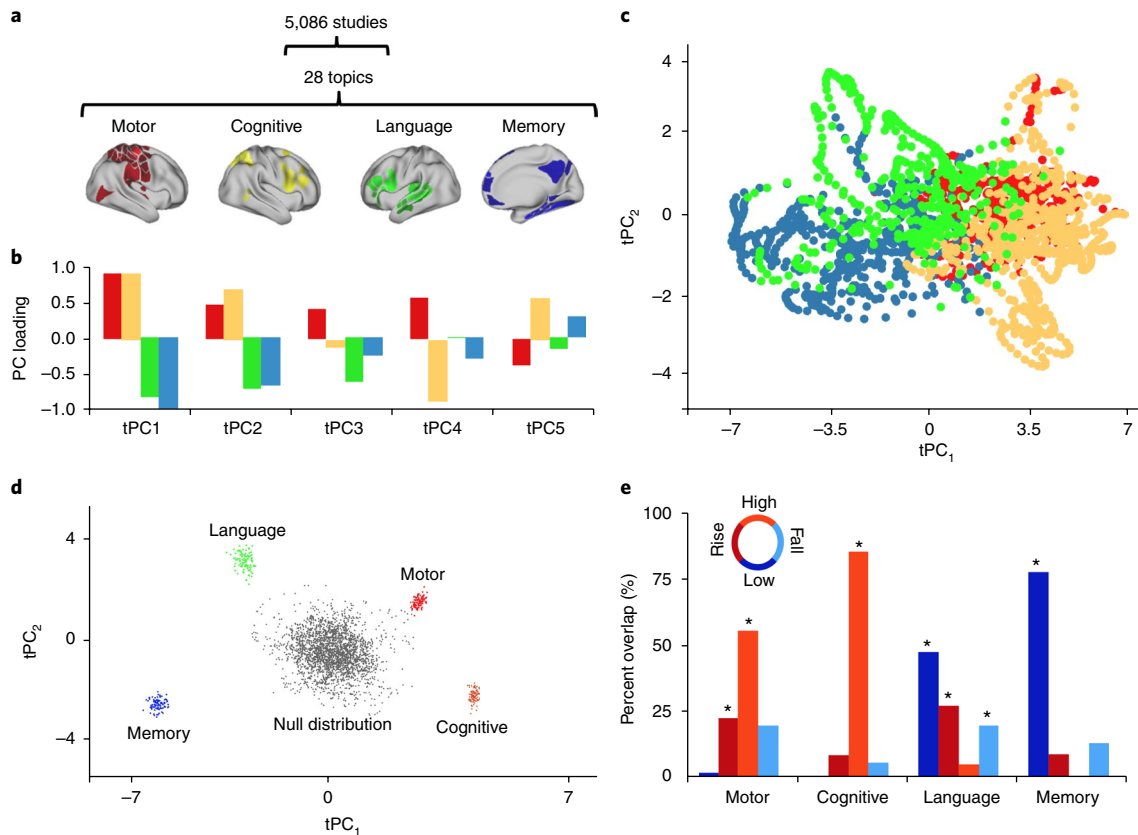 a
5,086 studies
28 topics
Motor Cognitive Language Memory
b
1.0
0.5
0.0
–0.5
–1.0
PC loading
tPC1 tPC2 tPC3 tPC4 tPC5
c
4
2
0
–2
–4
tPC2
–7 –3.5 0 3.5 7
tPC1
d
4
0
–4
tPC2
Language
Motor
Null distribution
Memory
Cognitive
–7 0 7
tPC1
e
100
75
50
25
0
Percent overlap (%)
High
Rise
Fall
Low
* * * * * * *
Motor Cognitive Language Memory